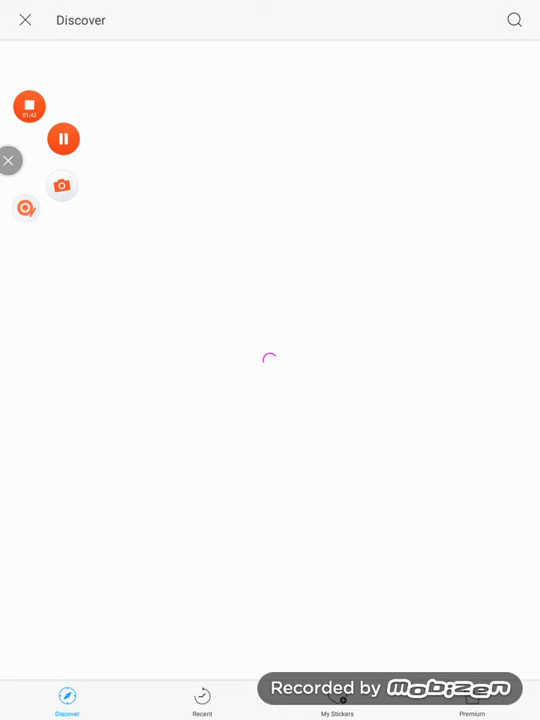 Discover
01:42
Recorded by mobizen
Discover
Recent
My Stickers
Premium